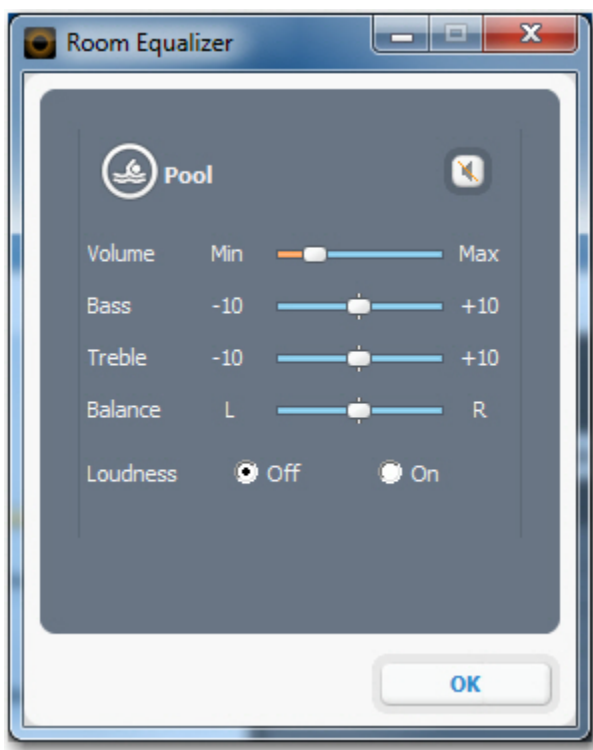 Room Equalizer
Pool
Volume Min Max
Bass -10 +10
Treble -10 +10
Balance L R
Loudness Off On
OK